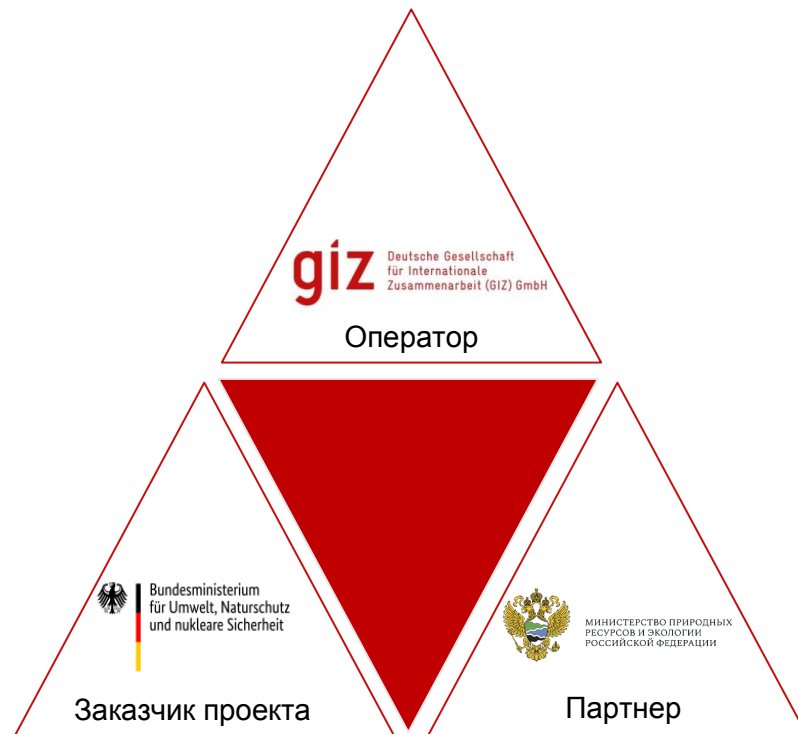 giz
Deutsche Gesellschaft
für Internationale
Zusammenarbeit (GIZ) GmbH
Оператор
Bundesministerium
für Umwelt, Naturschutz
und nukleare Sicherheit
Заказчик проекта
МИНИСТЕРСТВО ПРИРОДНЫХ
РЕСУРСОВ И ЭКОЛОГИИ
РОССИЙСКОЙ ФЕДЕРАЦИИ
Партнер